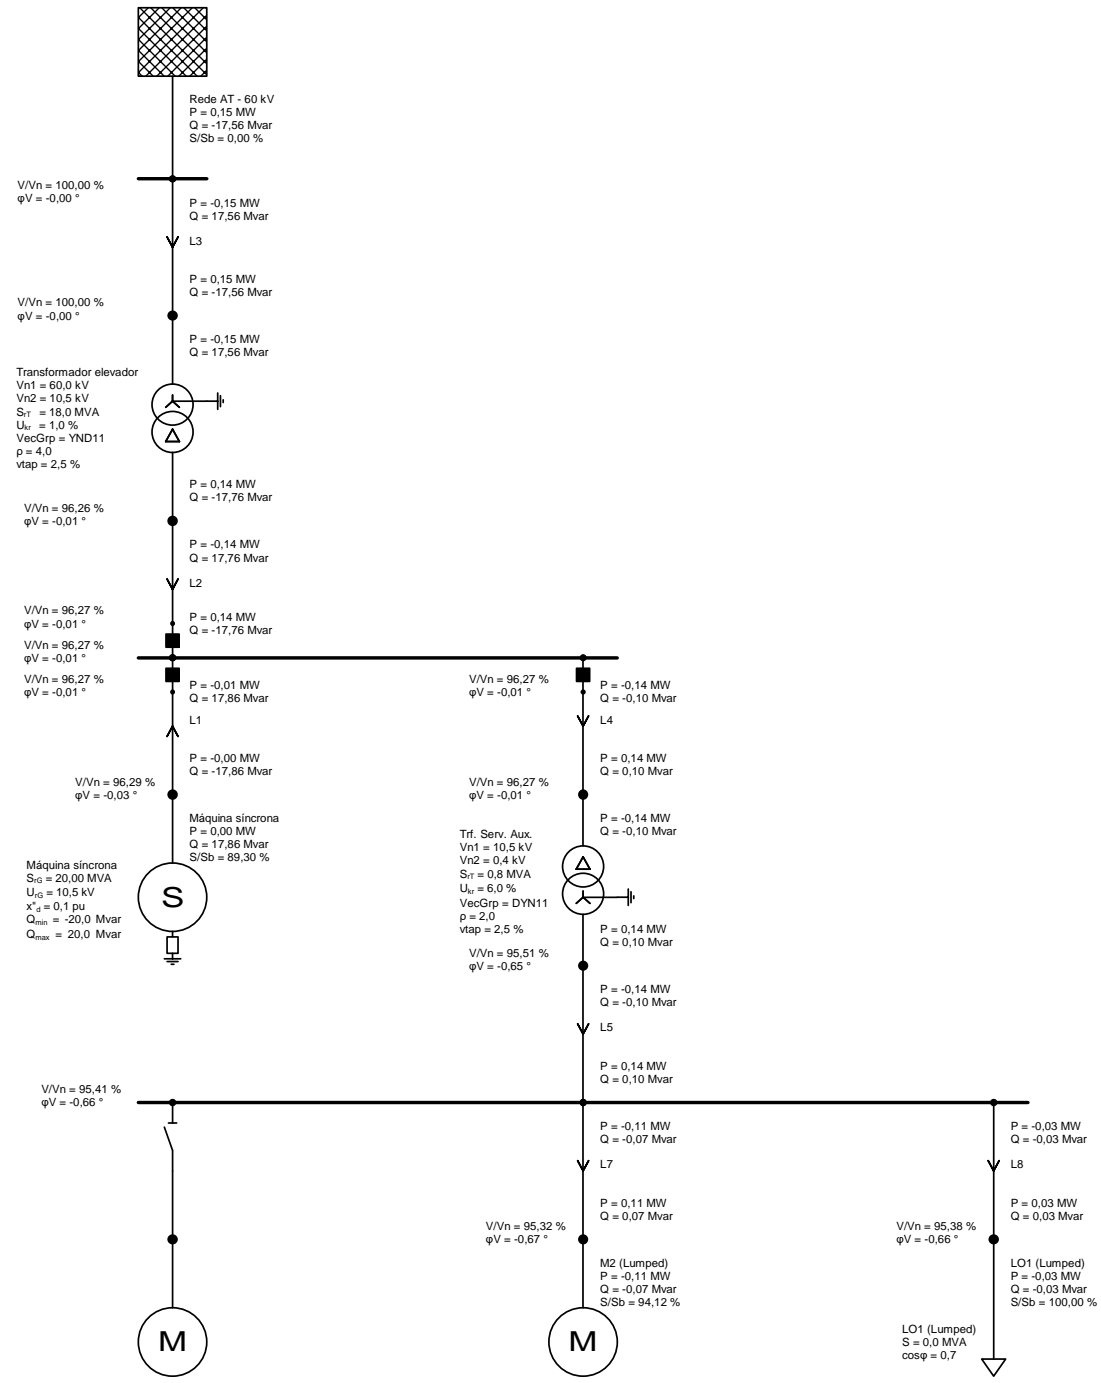 Rede AT - 60 kV
P = 0,15 MW
Q = -17,56 Mvar
S/Sb = 0,00 %
V/Vn = 100,00 %
φV = -0,00 °
P = -0,15 MW
Q = 17,56 Mvar
L3
P = 0,15 MW
Q = -17,56 Mvar
V/Vn = 100,00 %
φV = -0,00 °
P = -0,15 MW
Q = 17,56 Mvar
Transformador elevador
Vn1 = 60,0 kV
Vn2 = 10,5 kV
SrT = 18,0 MVA
Ukr = 1,0 %
VecGrp = YND11
ρ = 4,0
vtap = 2,5 %
P = 0,14 MW
Q = -17,76 Mvar
V/Vn = 96,26 %
φV = -0,01 °
P = -0,14 MW
Q = 17,76 Mvar
L2
V/Vn = 96,27 %
φV = -0,01 °
P = 0,14 MW
Q = -17,76 Mvar
V/Vn = 96,27 %
φV = -0,01 °
V/Vn = 96,27 %
φV = -0,01 °
P = -0,01 MW
Q = 17,86 Mvar
L1
P = -0,00 MW
Q = -17,86 Mvar
V/Vn = 96,29 %
φV = -0,03 °
Máquina síncrona
P = 0,00 MW
Q = 17,86 Mvar
S/Sb = 89,30 %
Máquina síncrona
SrG = 20,00 MVA
UrG = 10,5 kV
x"d = 0,1 pu
Qmin = -20,0 Mvar
Qmax = 20,0 Mvar
S
V/Vn = 96,27 %
φV = -0,01 °
P = -0,14 MW
Q = -0,10 Mvar
L4
P = 0,14 MW
Q = 0,10 Mvar
V/Vn = 96,27 %
φV = -0,01 °
P = -0,14 MW
Q = -0,10 Mvar
Trf. Serv. Aux.
Vn1 = 10,5 kV
Vn2 = 0,4 kV
SrT = 0,8 MVA
Ukr = 6,0 %
VecGrp = DYN11
ρ = 2,0
vtap = 2,5 %
P = 0,14 MW
Q = 0,10 Mvar
V/Vn = 95,51 %
φV = -0,65 °
P = -0,14 MW
Q = -0,10 Mvar
L5
P = 0,14 MW
Q = 0,10 Mvar
V/Vn = 95,41 %
φV = -0,66 °
P = -0,11 MW
Q = -0,07 Mvar
L7
P = 0,11 MW
Q = 0,07 Mvar
V/Vn = 95,32 %
φV = -0,67 °
M2 (Lumped)
P = -0,11 MW
Q = -0,07 Mvar
S/Sb = 94,12 %
P = -0,03 MW
Q = -0,03 Mvar
L8
P = 0,03 MW
Q = 0,03 Mvar
V/Vn = 95,38 %
φV = -0,66 °
LO1 (Lumped)
P = -0,03 MW
Q = -0,03 Mvar
S/Sb = 100,00 %
LO1 (Lumped)
S = 0,0 MVA
cosφ = 0,7
M
M